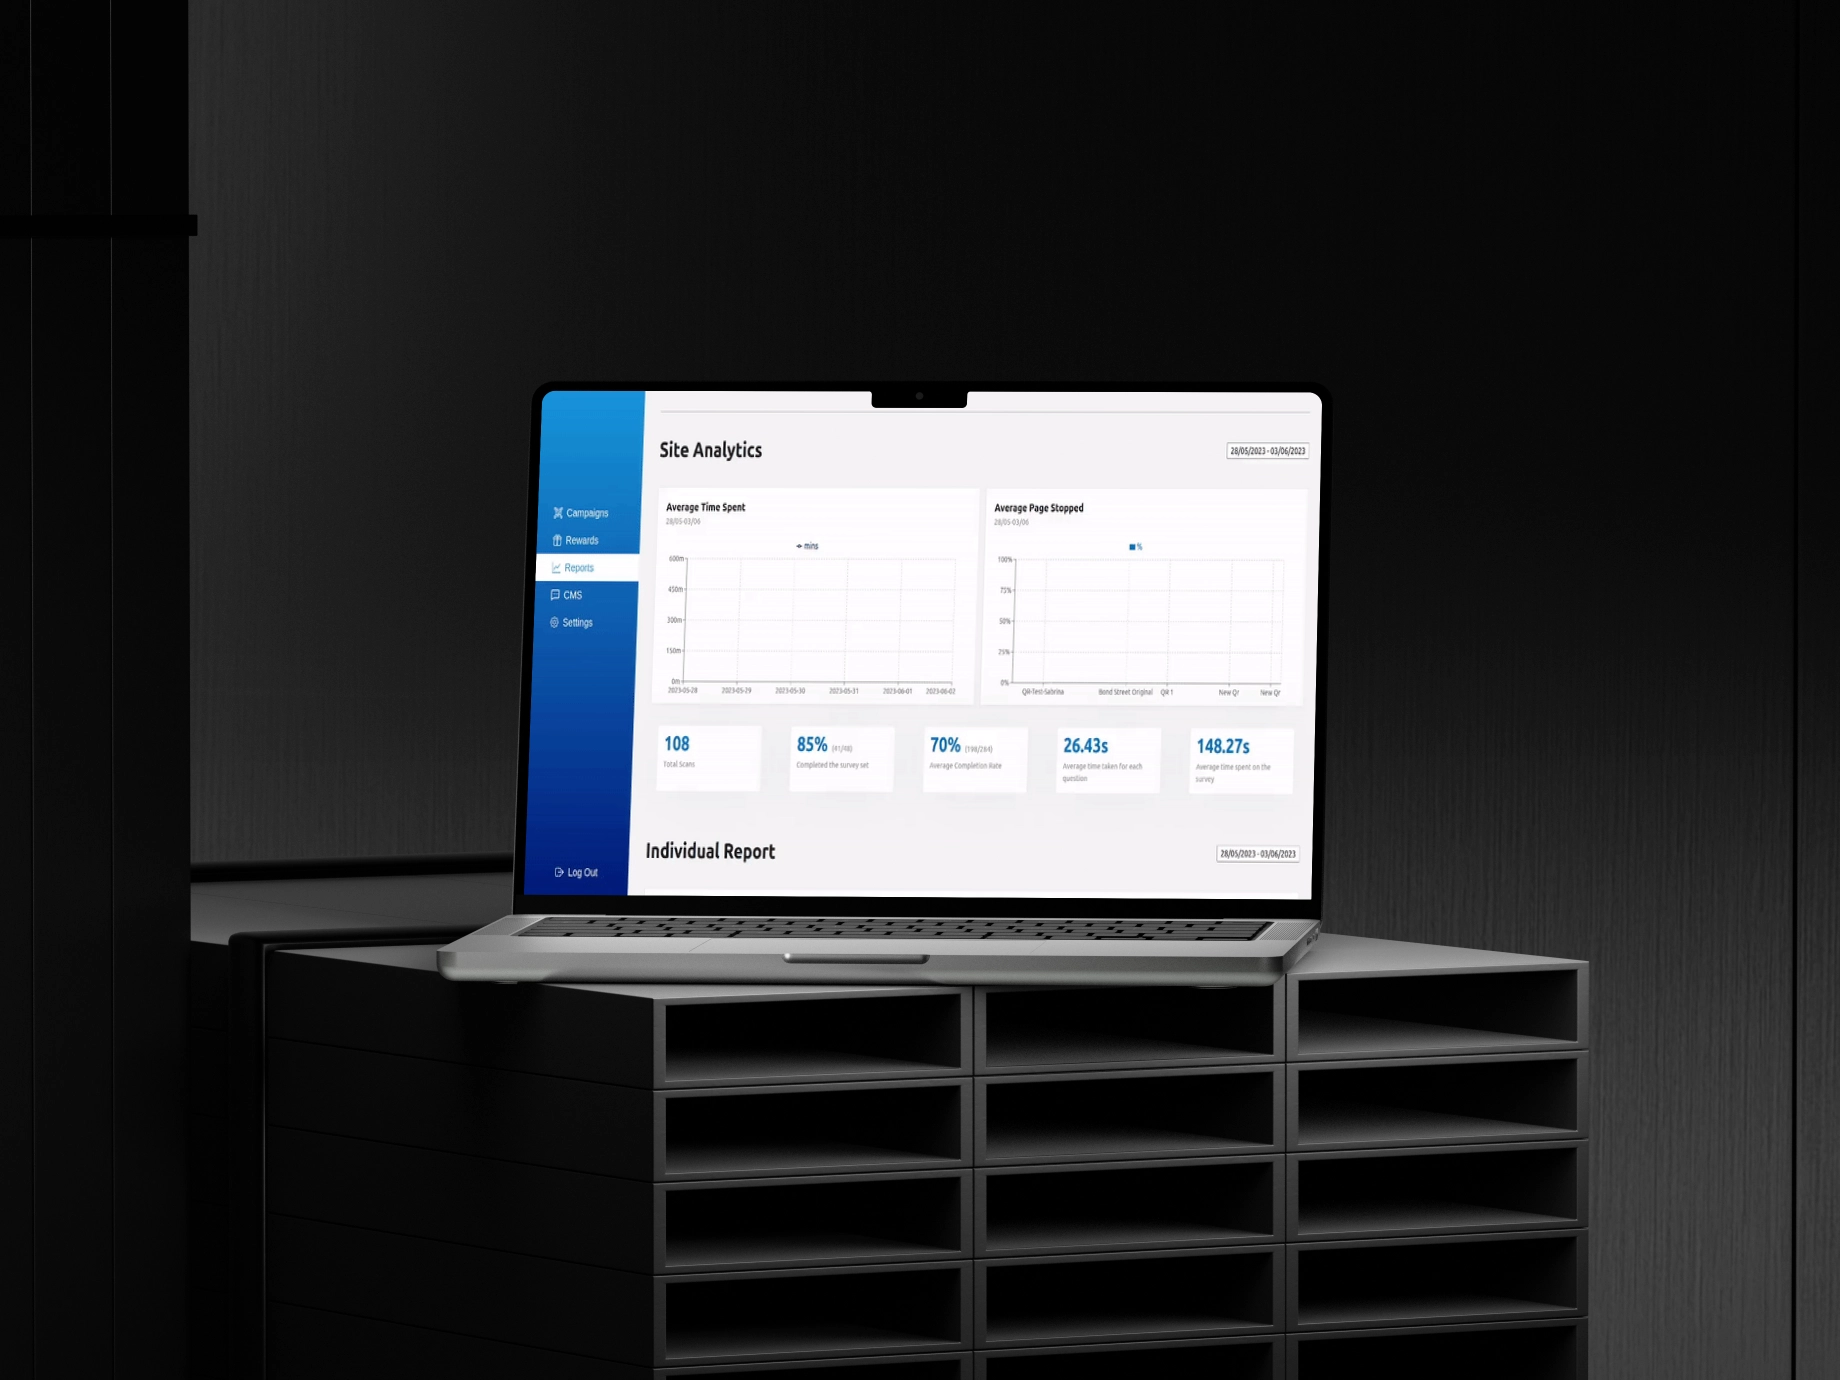 Site Analytics
28/05/2023 - 03/06/2023
Campaigns
Rewards
Reports
CMS
Settings
Log Out
Average Time Spent
28/05-03/06
mins
600m
450m
300m
150m
0m
2023-05-28
2023-05-29
2023-05-30
2023-05-31
2023-06-01
2023-06-02
Average Page Stopped
28/05-03/06
%
100%
75%
50%
25%
0%
QR-Test-Sabrina
Bond Street Original
QR 1
New Qr
New Qr
108
Total Scans
85% (41/48)
Completed the survey set
70% (198/284)
Average Completion Rate
26.43s
Average time taken for each
question
148.27s
Average time spent on the
survey
Individual Report
28/05/2023 - 03/06/2023